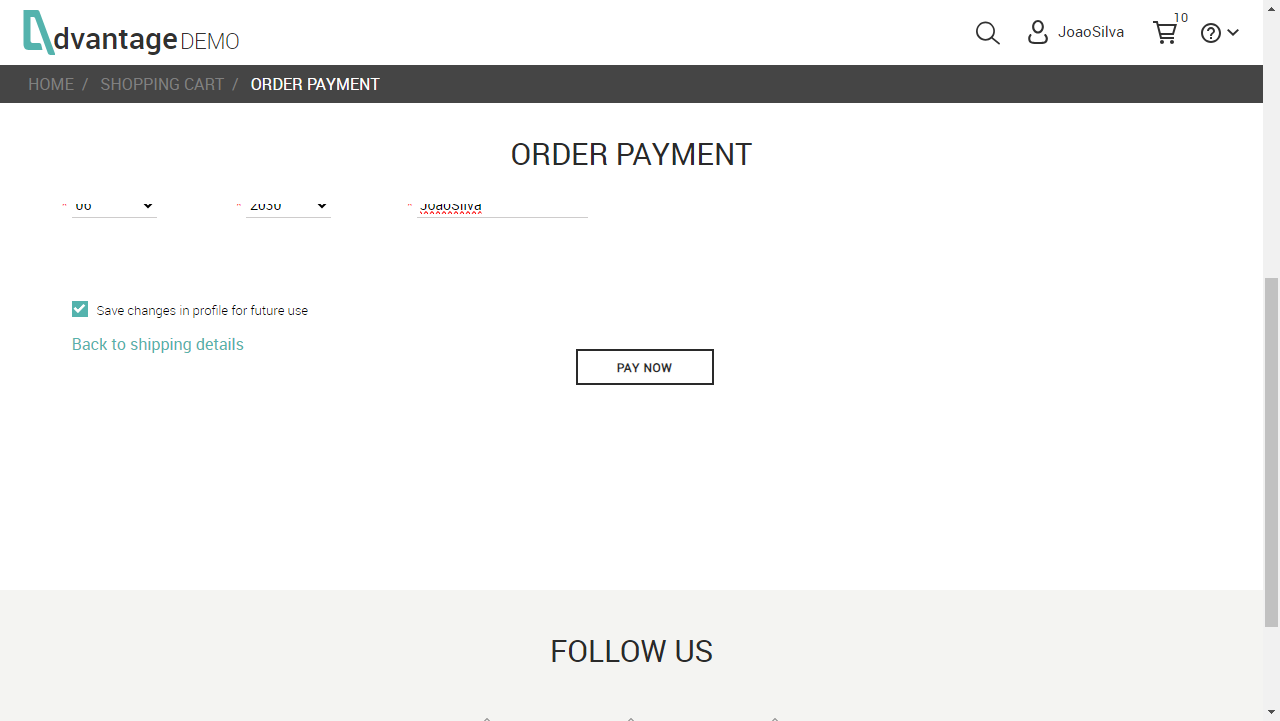 dvantage DEMO
JoaoSilva
10
HOME / SHOPPING CART / ORDER PAYMENT
ORDER PAYMENT
* 06 * 2030 * JoaoSilva
Save changes in profile for future use
Back to shipping details
PAY NOW
FOLLOW US